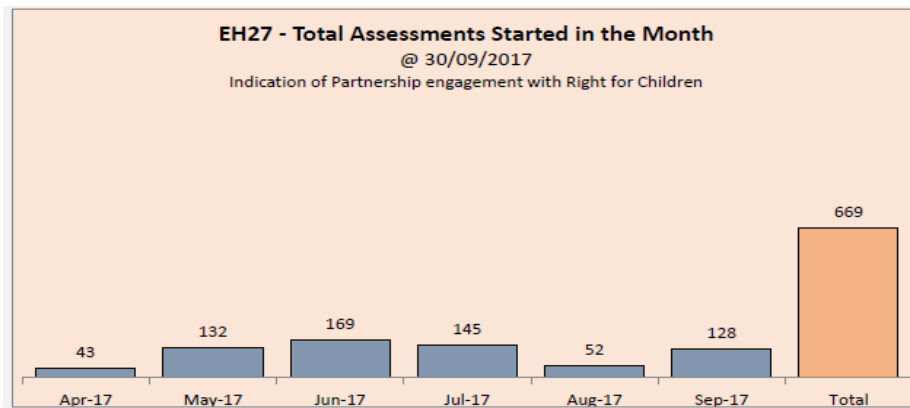 EH27 - Total Assessments Started in the Month
@ 30/09/2017
Indication of Partnership engagement with Right for Children
669
43 132 169 145 52 128
Apr-17 May-17 Jun-17 Jul-17 Aug-17 Sep-17 Total